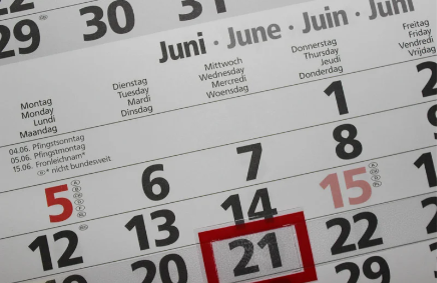 29 30 31
Juni · June · Juin · Juni
Montag Dienstag Mittwoch Donnerstag Freitag
Monday Tuesday Wednesday Thursday Friday
Lundi Mardi Mercredi Jeudi Vendredi
Maandag Dinsdag Woensdag Donderdag Vrijdag
04.06. Pfingstsonntag
05.06. Pfingstmontag
15.06. Fronleichnam*
* nicht bundesweit
1 2
5 6 7 8
12 13 14 15
20 21 22
29